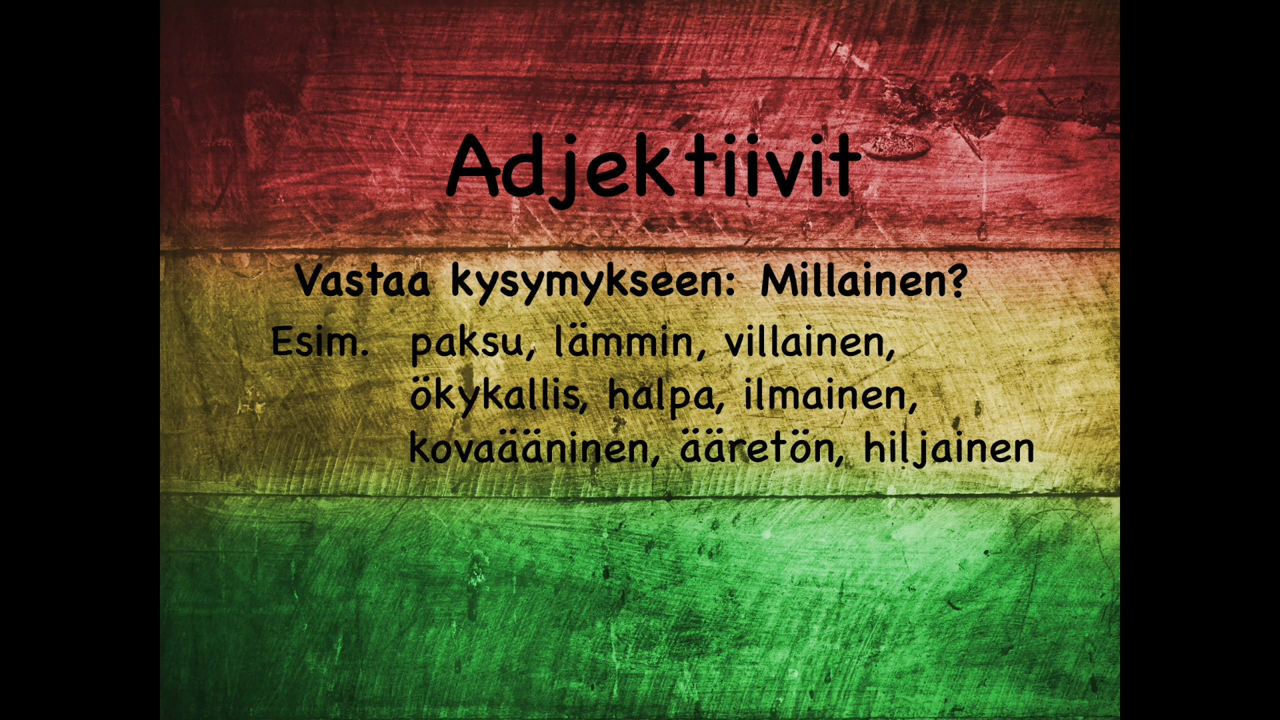 Adjektiivit
Vastaa kysymykseen: Millainen?
Esim. paksu, lämmin, villainen,
ökykallis, halpa, ilmainen,
kovaääninen, ääretön, hiljainen